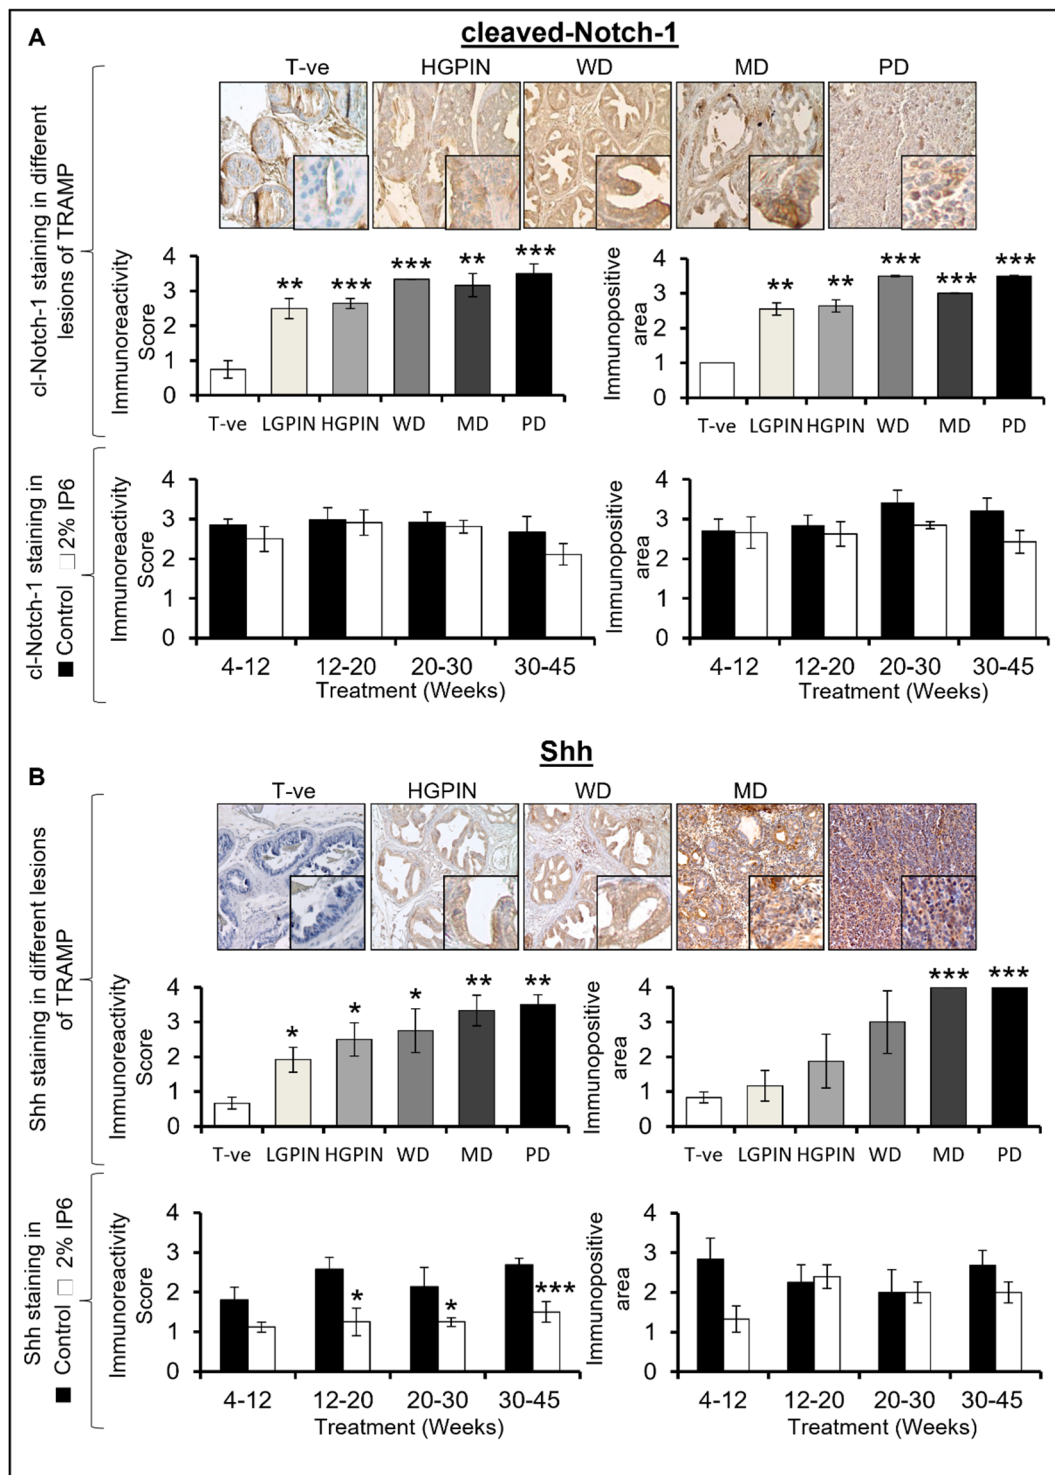 A
cleaved-Notch-1
T-ve HGPIN WD MD PD
cl-Notch-1 staining in different
lesions of TRAMP
Immunoreactivity
Score
4
3
2
1
0
** *** *** ** ***
T-ve LGPIN HGPIN WD MD PD
Immunopositive
area
4
3
2
1
0
** ** *** *** ***
T-ve LGPIN HGPIN WD MD PD
cl-Notch-1 staining in
■ Control □ 2% IP6
Immunoreactivity
Score
4
3
2
1
0
4-12 12-20 20-30 30-45
Treatment (Weeks)
Immunopositive
area
4
3
2
1
0
4-12 12-20 20-30 30-45
Treatment (Weeks)
B
Shh
T-ve HGPIN WD MD
Shh staining in different lesions
of TRAMP
Immunoreactivity
Score
4
3
2
1
0
* * * ** **
T-ve LGPIN HGPIN WD MD PD
Immunopositive
area
4
3
2
1
0
*** ***
T-ve LGPIN HGPIN WD MD PD
Shh staining in
■ Control □ 2% IP6
Immunoreactivity
Score
4
3
2
1
0
* * ***
4-12 12-20 20-30 30-45
Treatment (Weeks)
Immunopositive
area
4
3
2
1
0
4-12 12-20 20-30 30-45
Treatment (Weeks)